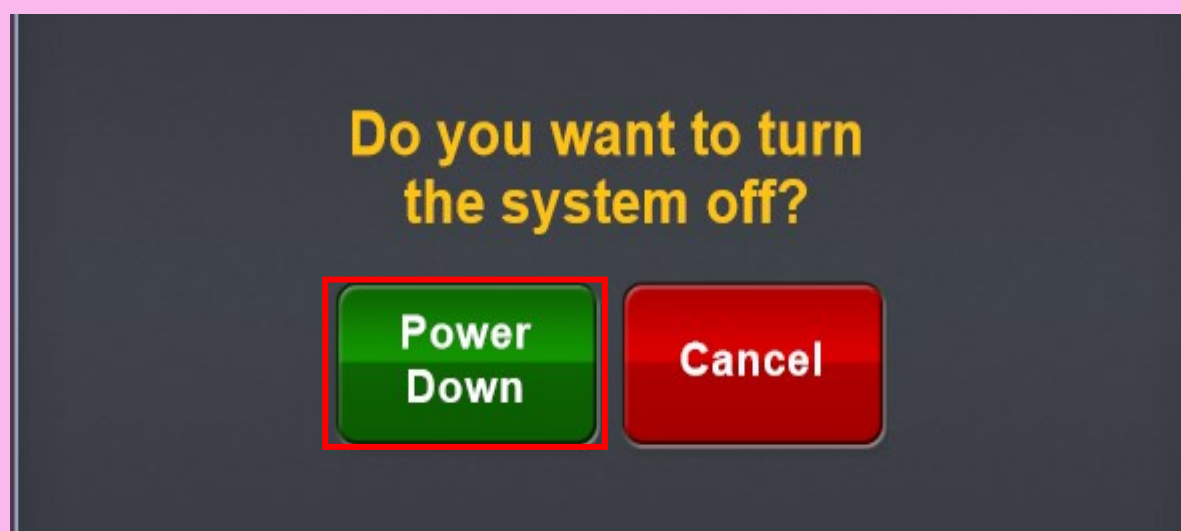 Do you want to turn
the system off?
Power
Down
Cancel